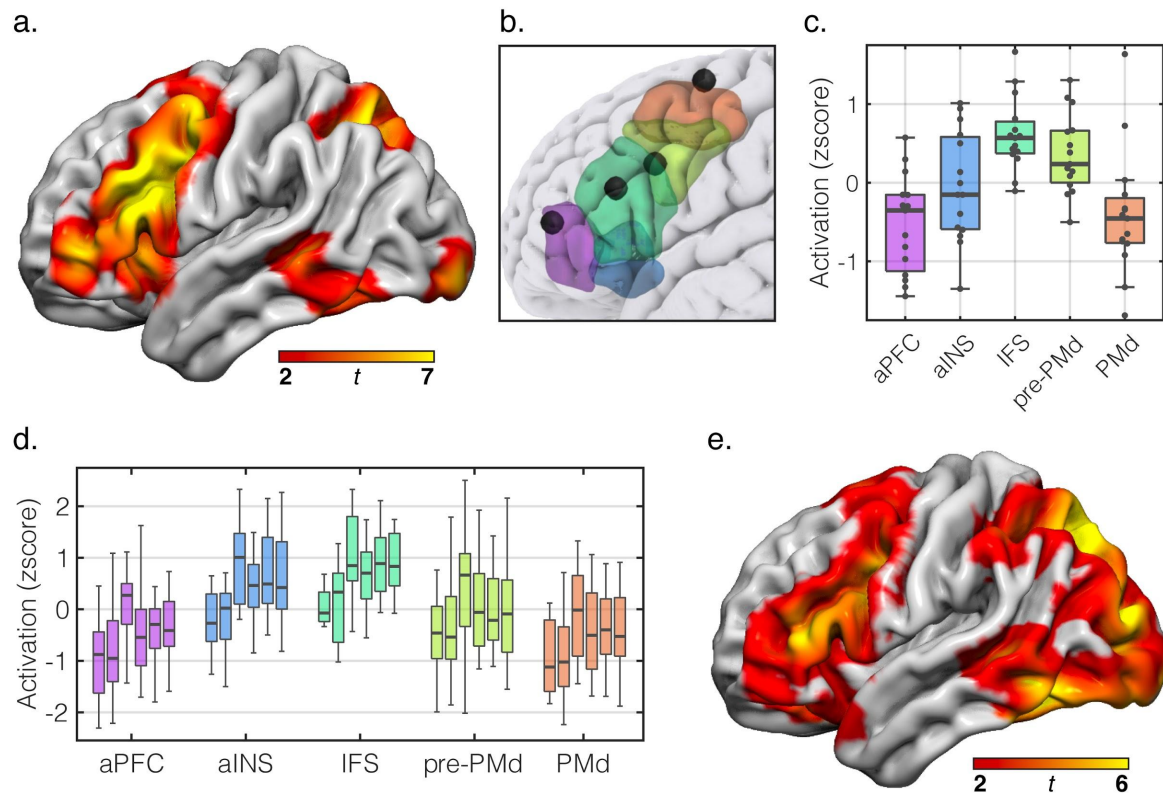 a.
2 t 7
b.
c.
Activation (zscore)
1
0
-1
aPFC aINS IFS pre-PMd PMd
d.
Activation (zscore)
2
1
0
-1
-2
aPFC aINS IFS pre-PMd PMd
e.
2 t 6